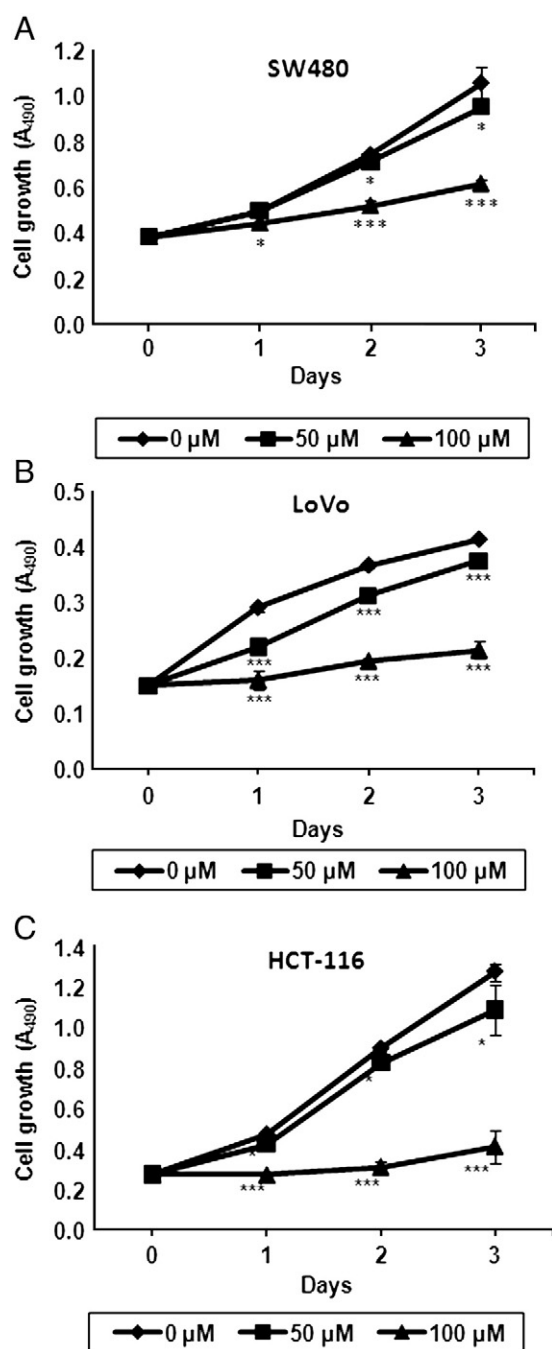 A
SW480
Cell growth (A₄₉₀)
1.2
1.0
0.8
0.6
0.4
0.2
0.0
*
*
*
***
***
0 1 2 3
Days
0 µM 50 µM 100 µM
B
LoVo
Cell growth (A₄₉₀)
0.5
0.4
0.3
0.2
0.1
0.0
***
***
***
***
***
***
0 1 2 3
Days
0 µM 50 µM 100 µM
C
HCT-116
Cell growth (A₄₉₀)
1.4
1.2
1.0
0.8
0.6
0.4
0.2
0.0
*
*
*
***
***
***
0 1 2 3
Days
0 µM 50 µM 100 µM